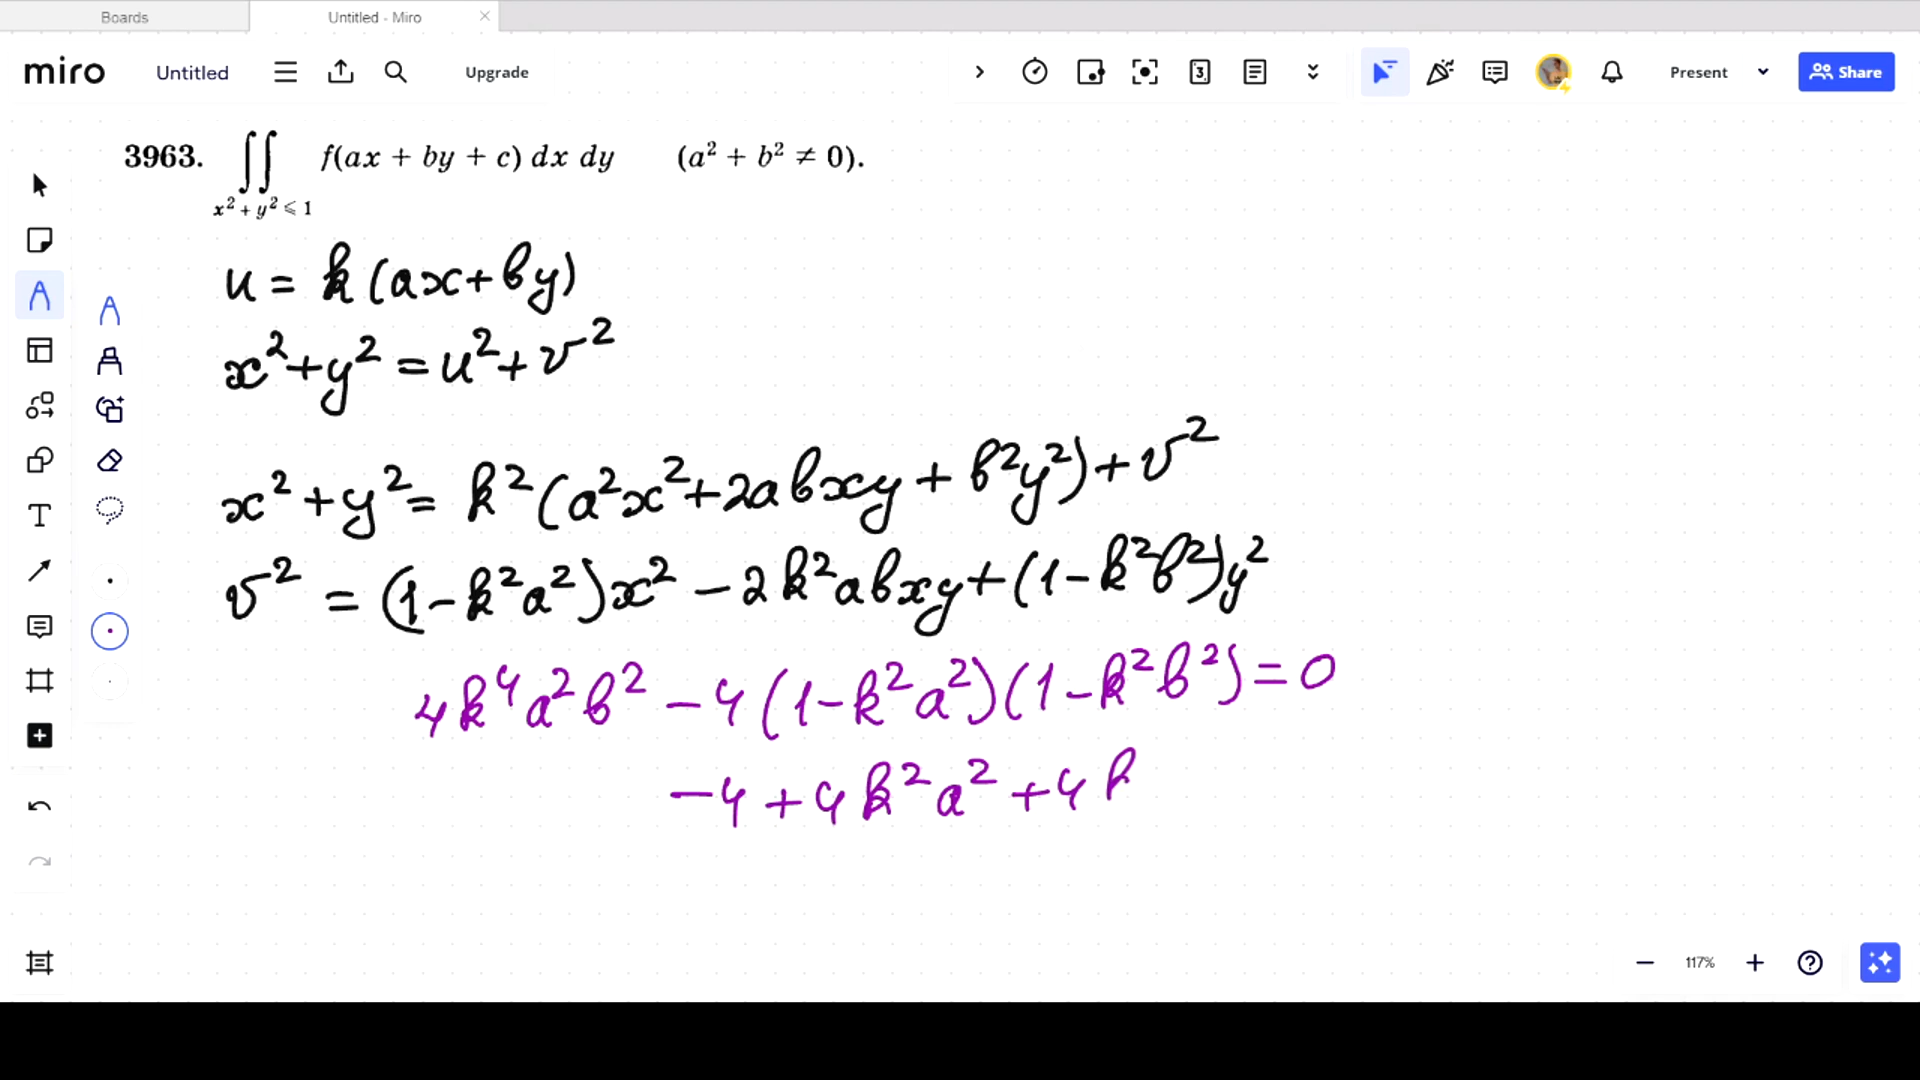 Boards
Untitled - Miro
miro Untitled Upgrade 3 Present Share
3963. ∬ f(ax + by + c) dx dy (a² + b² ≠ 0).
x² + y² ⩽ 1
u = k(ax+by)
x²+y² = u²+v²
x²+y² = k²(a²x²+2abxy+b²y²)+v²
v² = (1-k²a²)x² - 2k²abxy+(1-k²b²)y²
4k⁴a²b² - 4(1-k²a²)(1-k²b²)=0
-4+4k²a²+4k
T
117%